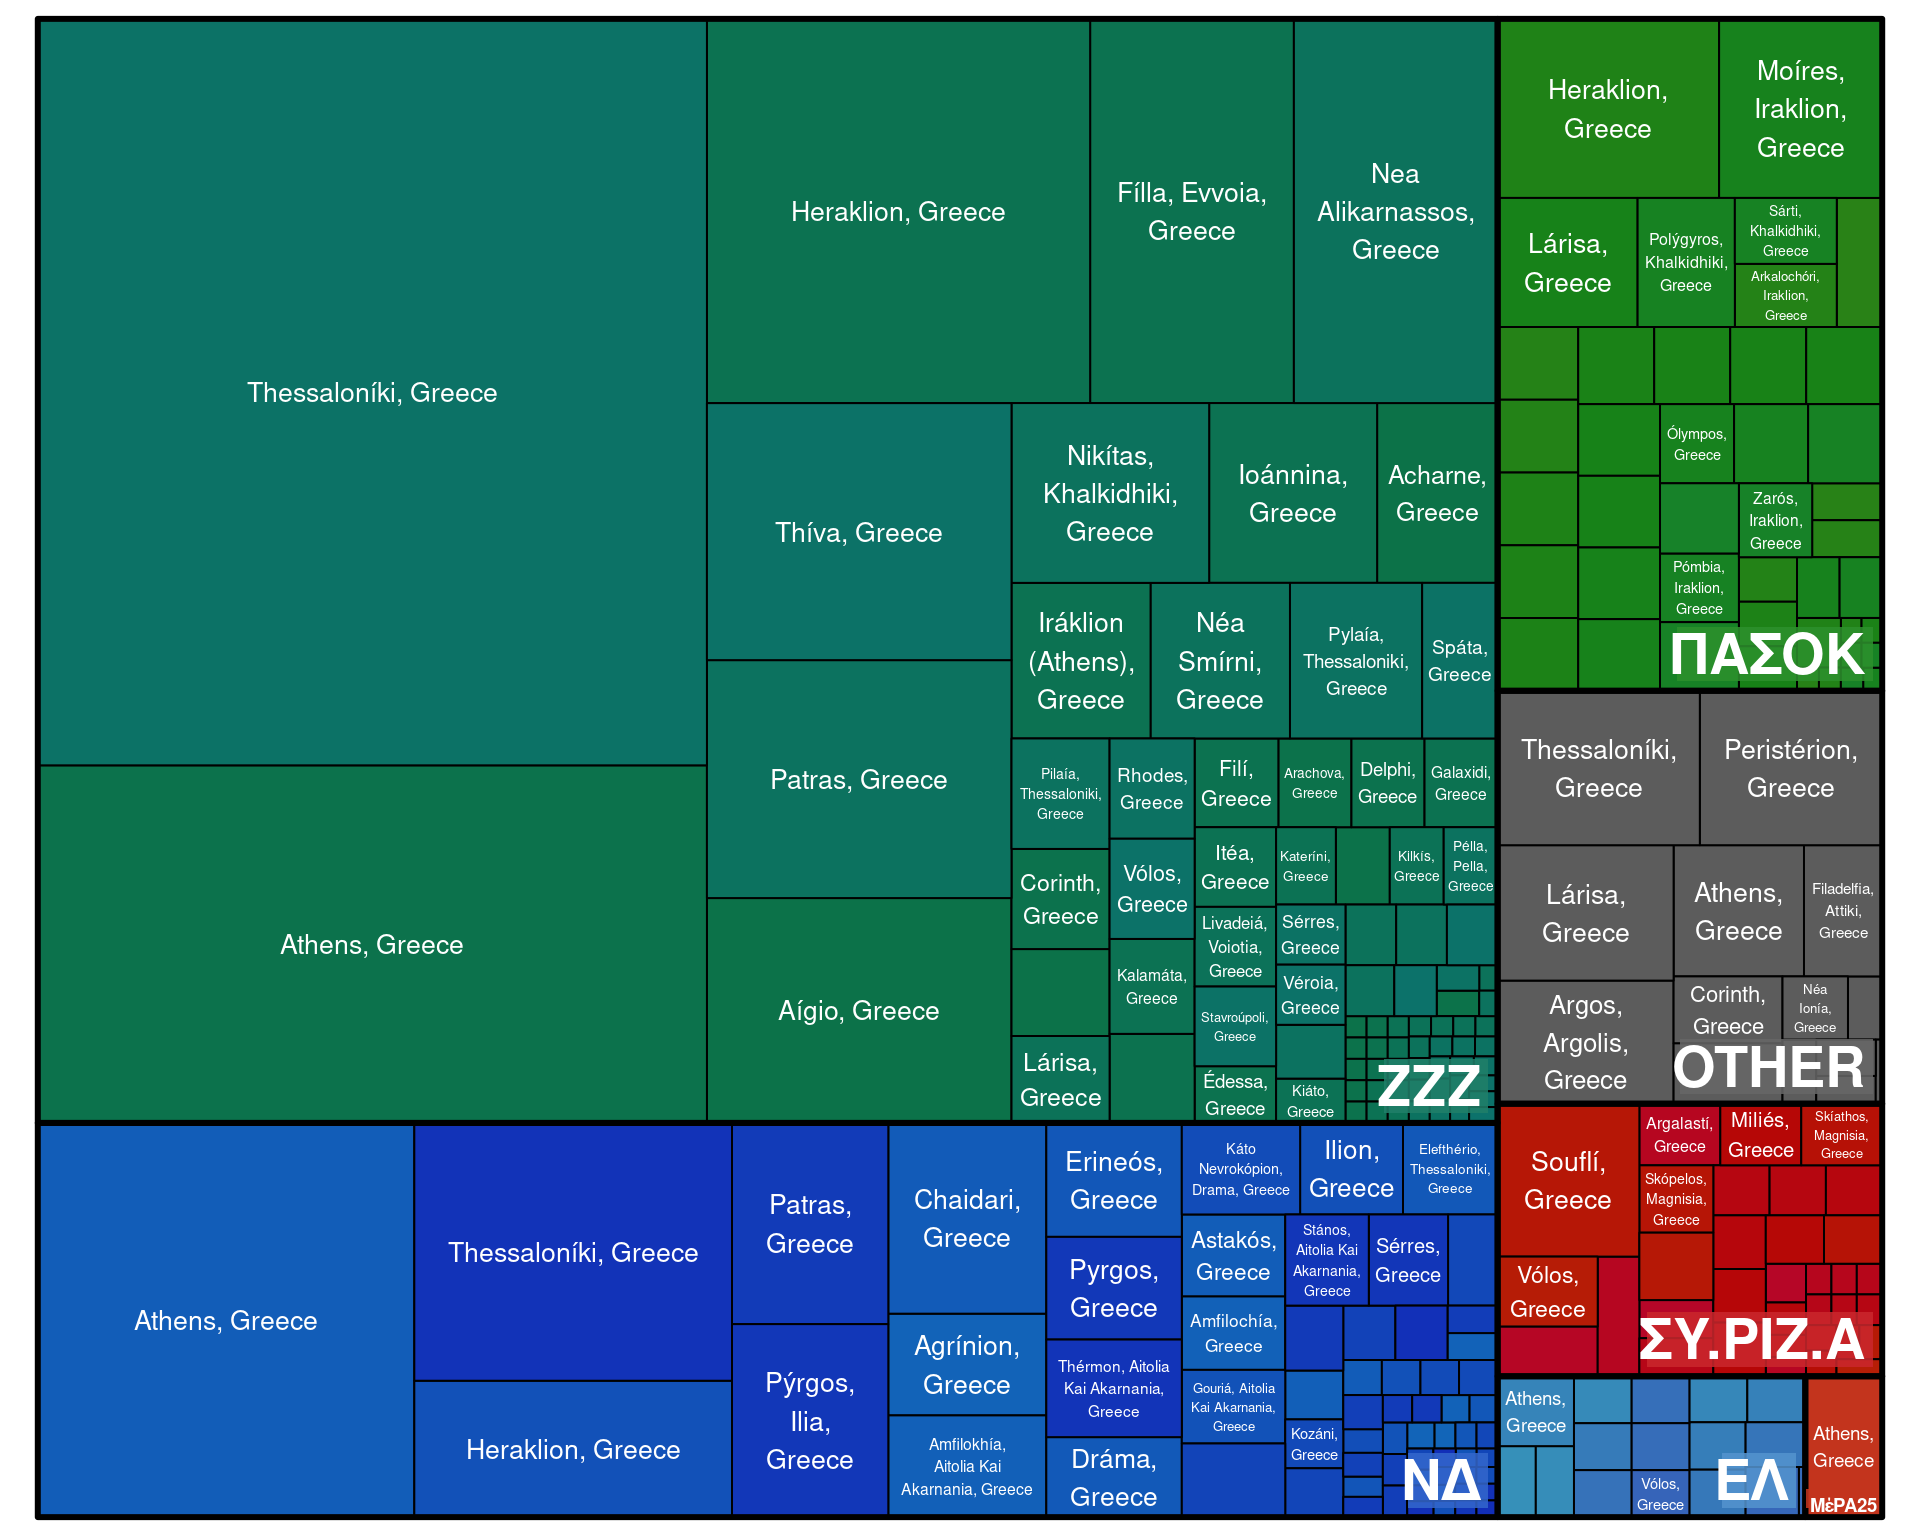 Thessaloníki, Greece
Athens, Greece
Heraklion, Greece
Fílla, Evvoia,
Greece
Nea
Alikarnassos,
Greece
Thíva, Greece
Patras, Greece
Aígio, Greece
Nikítas,
Khalkidhiki,
Greece
Ioánnina,
Greece
Acharne,
Greece
Iráklion
(Athens),
Greece
Néa
Smírni,
Greece
Pylaía,
Thessaloniki,
Greece
Spáta,
Greece
Pilaía,
Thessaloniki,
Greece
Rhodes,
Greece
Filí,
Greece
Arachova,
Greece
Delphi,
Greece
Galaxidi,
Greece
Corinth,
Greece
Vólos,
Greece
Itéa,
Greece
Kateríni,
Greece
Kilkís,
Greece
Pélla,
Pella,
Greece
Kalamáta,
Greece
Livadeiá,
Voiotia,
Greece
Sérres,
Greece
Véroia,
Greece
Stavroúpoli,
Greece
Lárisa,
Greece
Édessa,
Greece
Kiáto,
Greece
ZZZ
Athens, Greece
Thessaloníki, Greece
Heraklion, Greece
Patras,
Greece
Pýrgos,
Ilia,
Greece
Chaidari,
Greece
Agrínion,
Greece
Amfilokhía,
Aitolia Kai
Akarnania, Greece
Erineós,
Greece
Pyrgos,
Greece
Thérmon, Aitolia
Kai Akarnania,
Greece
Dráma,
Greece
Káto
Nevrokópion,
Drama, Greece
Ilion,
Greece
Elefthério,
Thessaloniki,
Greece
Astakós,
Greece
Stános,
Aitolia Kai
Akarnania,
Greece
Sérres,
Greece
Amfilochía,
Greece
Gouriá, Aitolia
Kai Akarnania,
Greece
Kozáni,
Greece
ΝΔ
Heraklion,
Greece
Moíres,
Iraklion,
Greece
Lárisa,
Greece
Polýgyros,
Khalkidhiki,
Greece
Sárti,
Khalkidhiki,
Greece
Arkalochóri,
Iraklion,
Greece
Ólympos,
Greece
Zarós,
Iraklion,
Greece
Pómbia,
Iraklion,
Greece
ΠΑΣΟΚ
Thessaloníki,
Greece
Peristérion,
Greece
Lárisa,
Greece
Athens,
Greece
Filadelfia,
Attiki,
Greece
Argos,
Argolis,
Greece
Corinth,
Greece
Néa
Ionía,
Greece
OTHER
Souflí,
Greece
Argalastí,
Greece
Miliés,
Greece
Skíathos,
Magnisia,
Greece
Skópelos,
Magnisia,
Greece
Vólos,
Greece
ΣΥ.ΡΙΖ.Α
Athens,
Greece
Vólos,
Greece
ΕΛ
Athens,
Greece
ΜέΡΑ25